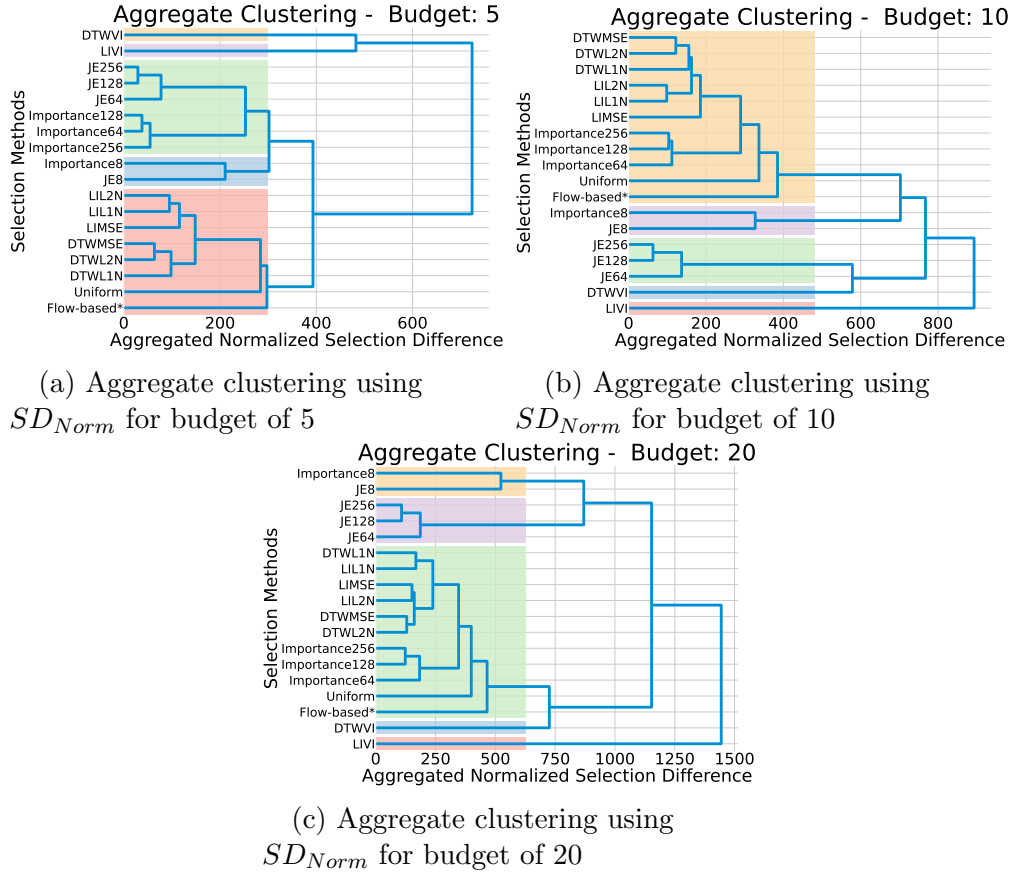 Aggregate Clustering - Budget: 5
Selection Methods
DTWVI
LIVI
JE256
JE128
JE64
Importance128
Importance64
Importance256
Importance8
JE8
LIL2N
LIL1N
LIMSE
DTWMSE
DTWL2N
DTWL1N
Uniform
Flow-based*
0 200 400 600
Aggregated Normalized Selection Difference
(a) Aggregate clustering using
SD_Norm for budget of 5
Aggregate Clustering - Budget: 10
Selection Methods
DTWMSE
DTWL2N
DTWL1N
LIL2N
LIL1N
LIMSE
Importance256
Importance128
Importance64
Uniform
Flow-based*
Importance8
JE8
JE256
JE128
JE64
DTWVI
LIVI
0 200 400 600 800
Aggregated Normalized Selection Difference
(b) Aggregate clustering using
SD_Norm for budget of 10
Aggregate Clustering - Budget: 20
Selection Methods
Importance8
JE8
JE256
JE128
JE64
DTWL1N
LIL1N
LIMSE
LIL2N
DTWMSE
DTWL2N
Importance256
Importance128
Importance64
Uniform
Flow-based*
DTWVI
LIVI
0 250 500 750 1000 1250 1500
Aggregated Normalized Selection Difference
(c) Aggregate clustering using
SD_Norm for budget of 20